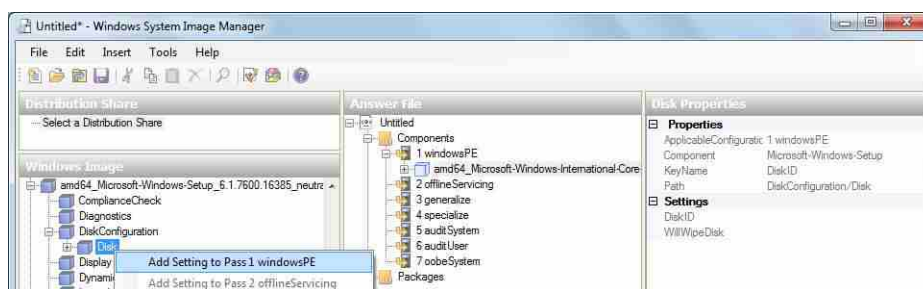 Untitled* - Windows System Image Manager
File Edit Insert Tools Help
Distribution Share
Select a Distribution Share
Windows Image
amd64_Microsoft-Windows-Setup_6.1.7600.16385_neutra
ComplianceCheck
Diagnostics
DiskConfiguration
Disk
Display
Dynami
Add Setting to Pass 1 windowsPE
Add Setting to Pass 2 offlineServicing
Answer File
Untitled
Components
1 windowsPE
amd64_Microsoft-Windows-International-Core-
2 offlineServicing
3 generalize
4 specialize
5 auditSystem
6 auditUser
7 oobeSystem
Packages
Disk Properties
Properties
ApplicableConfiguratic 1 windowsPE
Component Microsoft-Windows-Setup
KeyName DiskID
Path DiskConfiguration/Disk
Settings
DiskID
WillWipeDisk